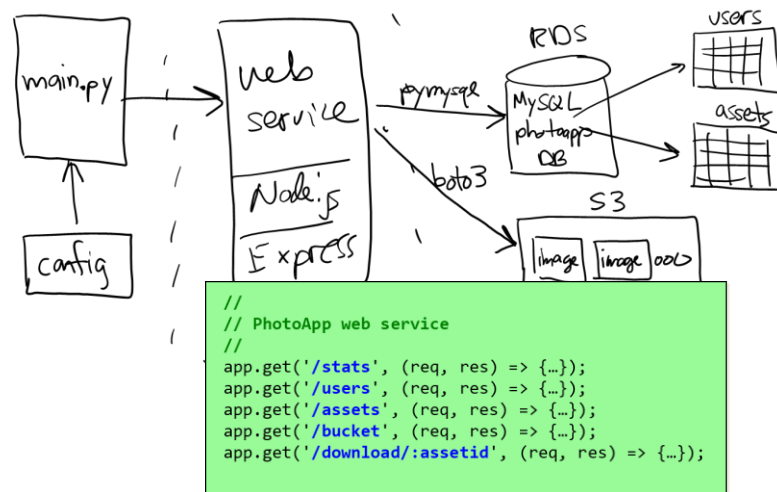 main.py
config
web
service
Node.js
Express
pymysql
boto3
RDS
MySQL
photoapp
DB
users
assets
S3
image image
//
// PhotoApp web service
//
app.get('/stats', (req, res) => {…});
app.get('/users', (req, res) => {…});
app.get('/assets', (req, res) => {…});
app.get('/bucket', (req, res) => {…});
app.get('/download/:assetid', (req, res) => {…});